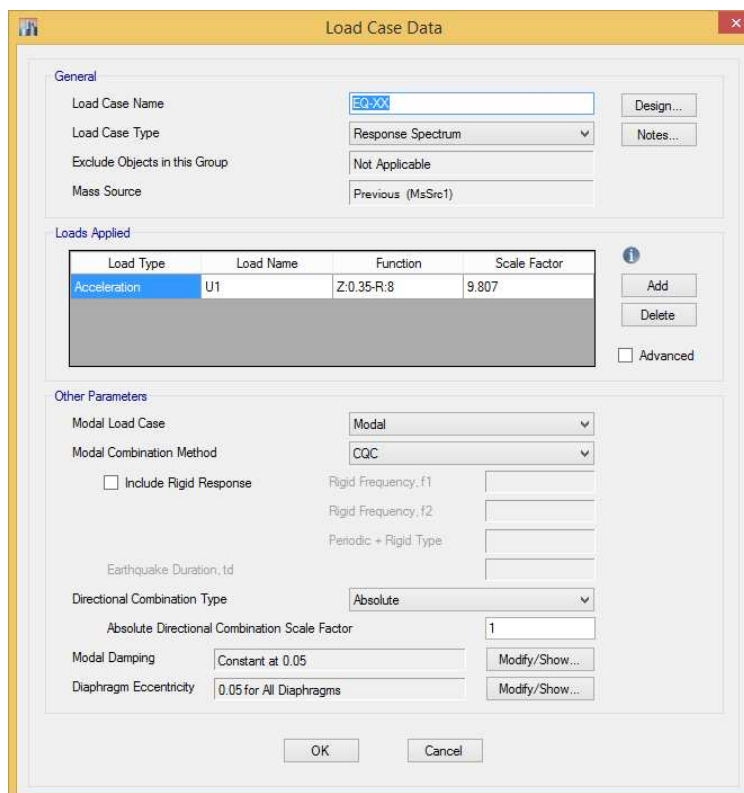 Load Case Data
General
Load Case Name EQ-XX Design...
Load Case Type Response Spectrum Notes...
Exclude Objects in this Group Not Applicable
Mass Source Previous (MsSrc1)
Loads Applied
Load Type Load Name Function Scale Factor
Acceleration U1 Z:0.35-R:8 9.807
Add
Delete
Advanced
Other Parameters
Modal Load Case Modal
Modal Combination Method CQC
Include Rigid Response Rigid Frequency, f1
Rigid Frequency, f2
Periodic + Rigid Type
Earthquake Duration, td
Directional Combination Type Absolute
Absolute Directional Combination Scale Factor 1
Modal Damping Constant at 0.05 Modify/Show...
Diaphragm Eccentricity 0.05 for All Diaphragms Modify/Show...
OK Cancel